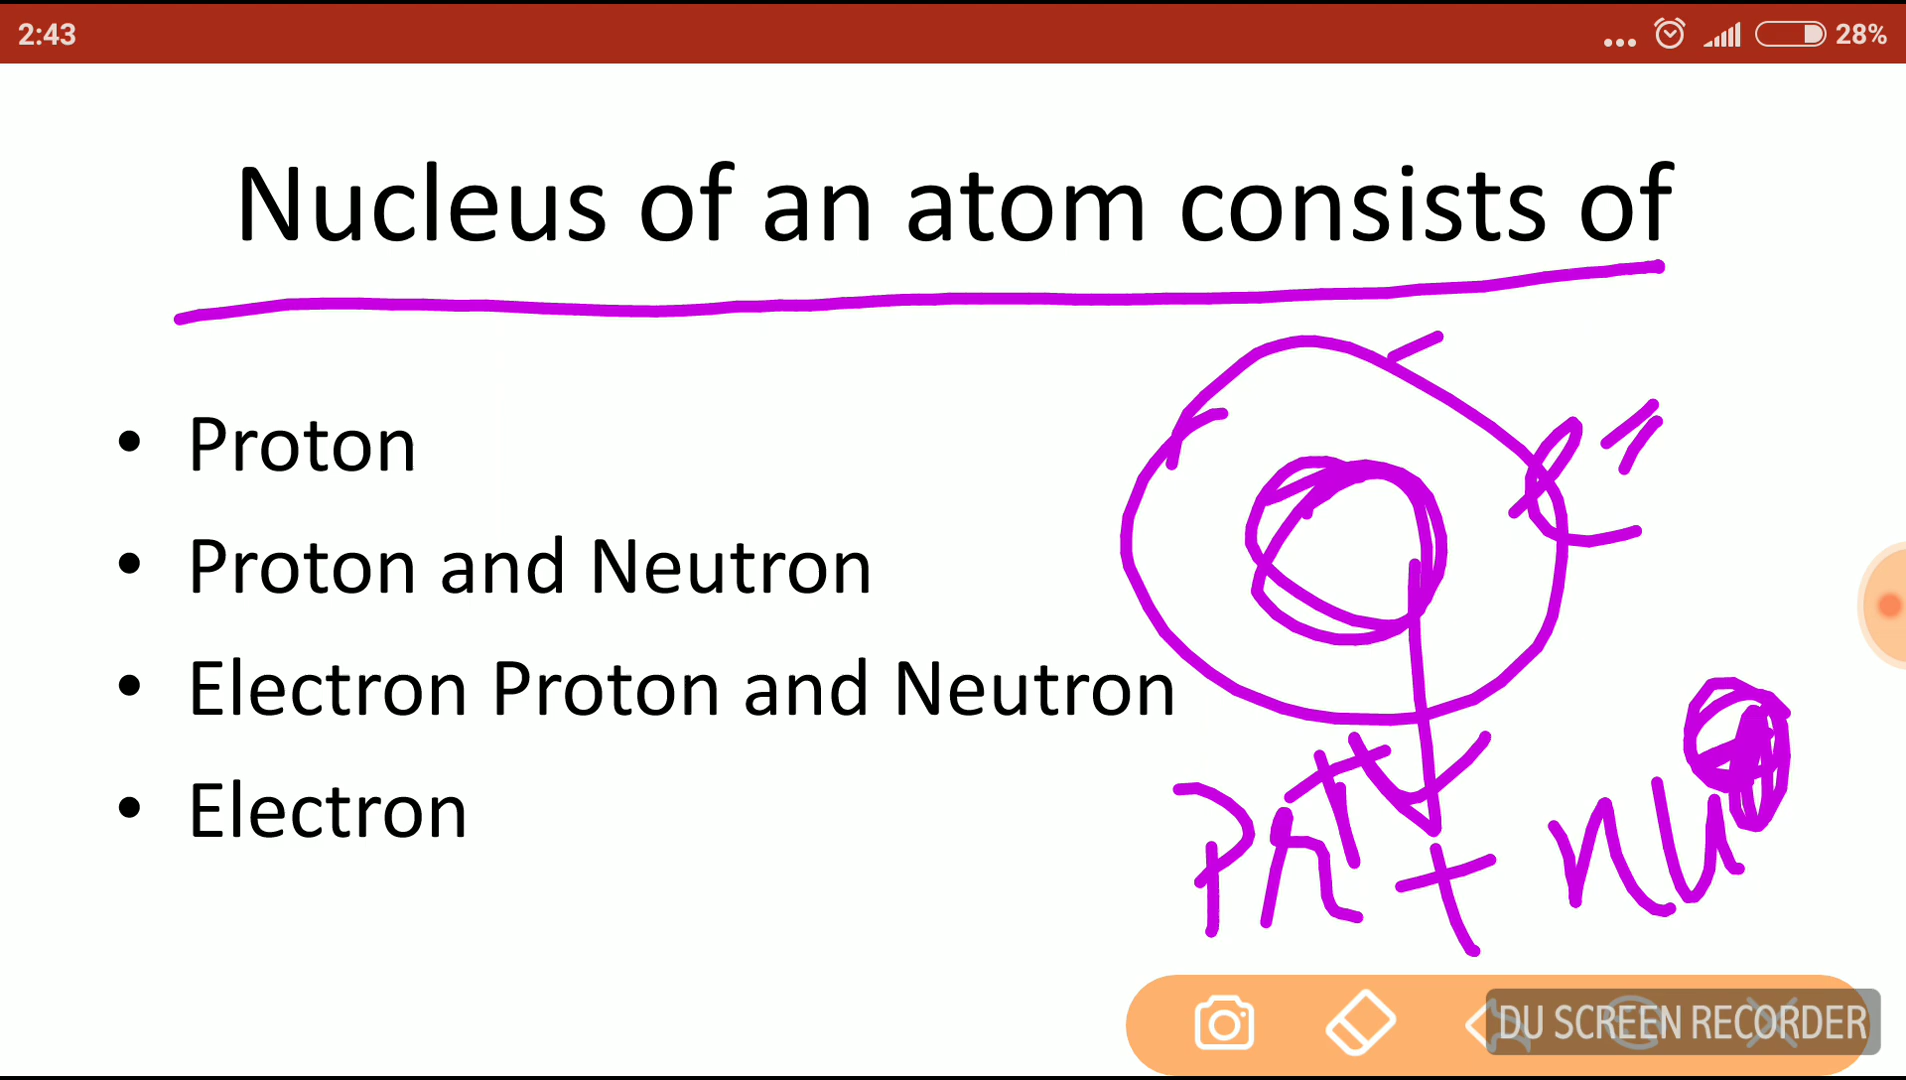 2:43
28%
Nucleus of an atom consists of
• Proton
• Proton and Neutron
• Electron Proton and Neutron
• Electron
+
DU SCREEN RECORDER